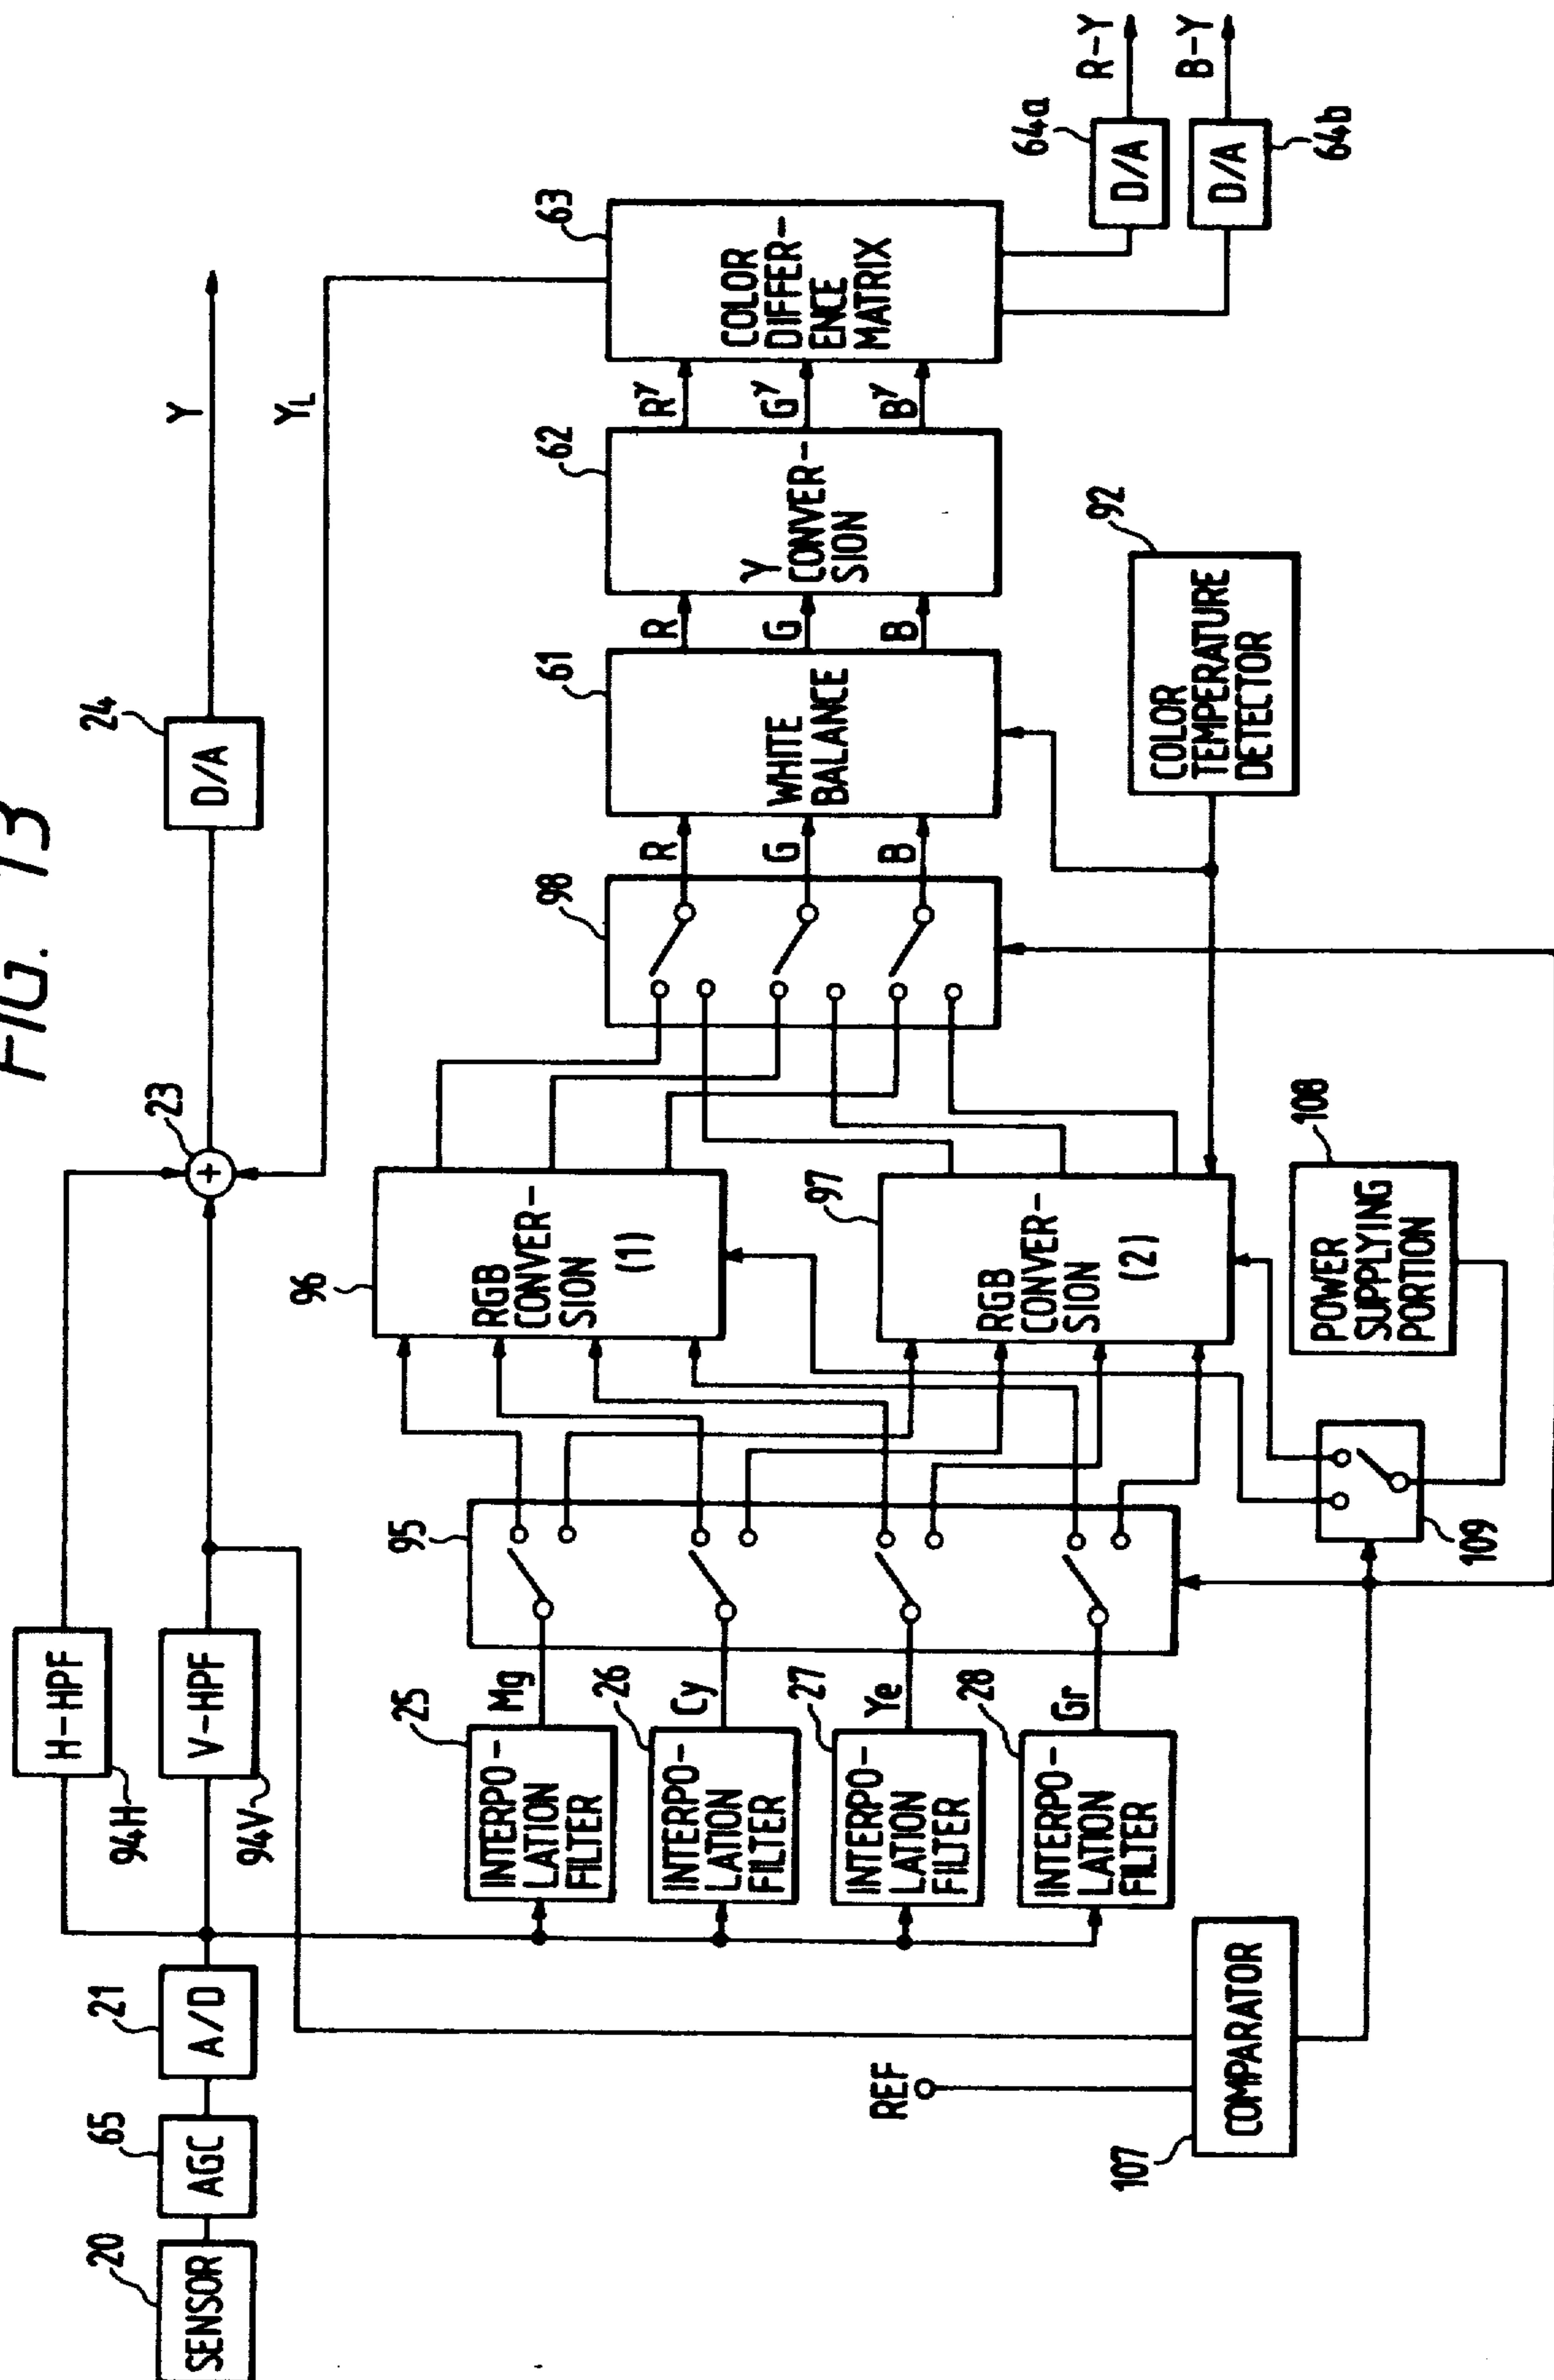 FIG. 13
20
SENSOR
65
AGC
21
A/D
94H
H-HPF
94V
V-HPF
23
+
24
D/A
Y
YL
25
INTERPO-
LATION
FILTER
Mg
26
INTERPO-
LATION
FILTER
Cy
27
INTERPO-
LATION
FILTER
Ye
28
INTERPO-
LATION
FILTER
Gr
95
96
RGB
CONVER-
SION
(1)
97
RGB
CONVER-
SION
(2)
98
R
G
B
61
WHITE
BALANCE
R
G
B
62
γ
CONVER-
SION
Rγ
Gγ
Bγ
63
COLOR
DIFFER-
ENCE
MATRIX
64a
D/A
R-Y
64b
D/A
B-Y
92
COLOR
TEMPERATURE
DETECTOR
REF
107
COMPARATOR
109
108
POWER
SUPPLYING
PORTION